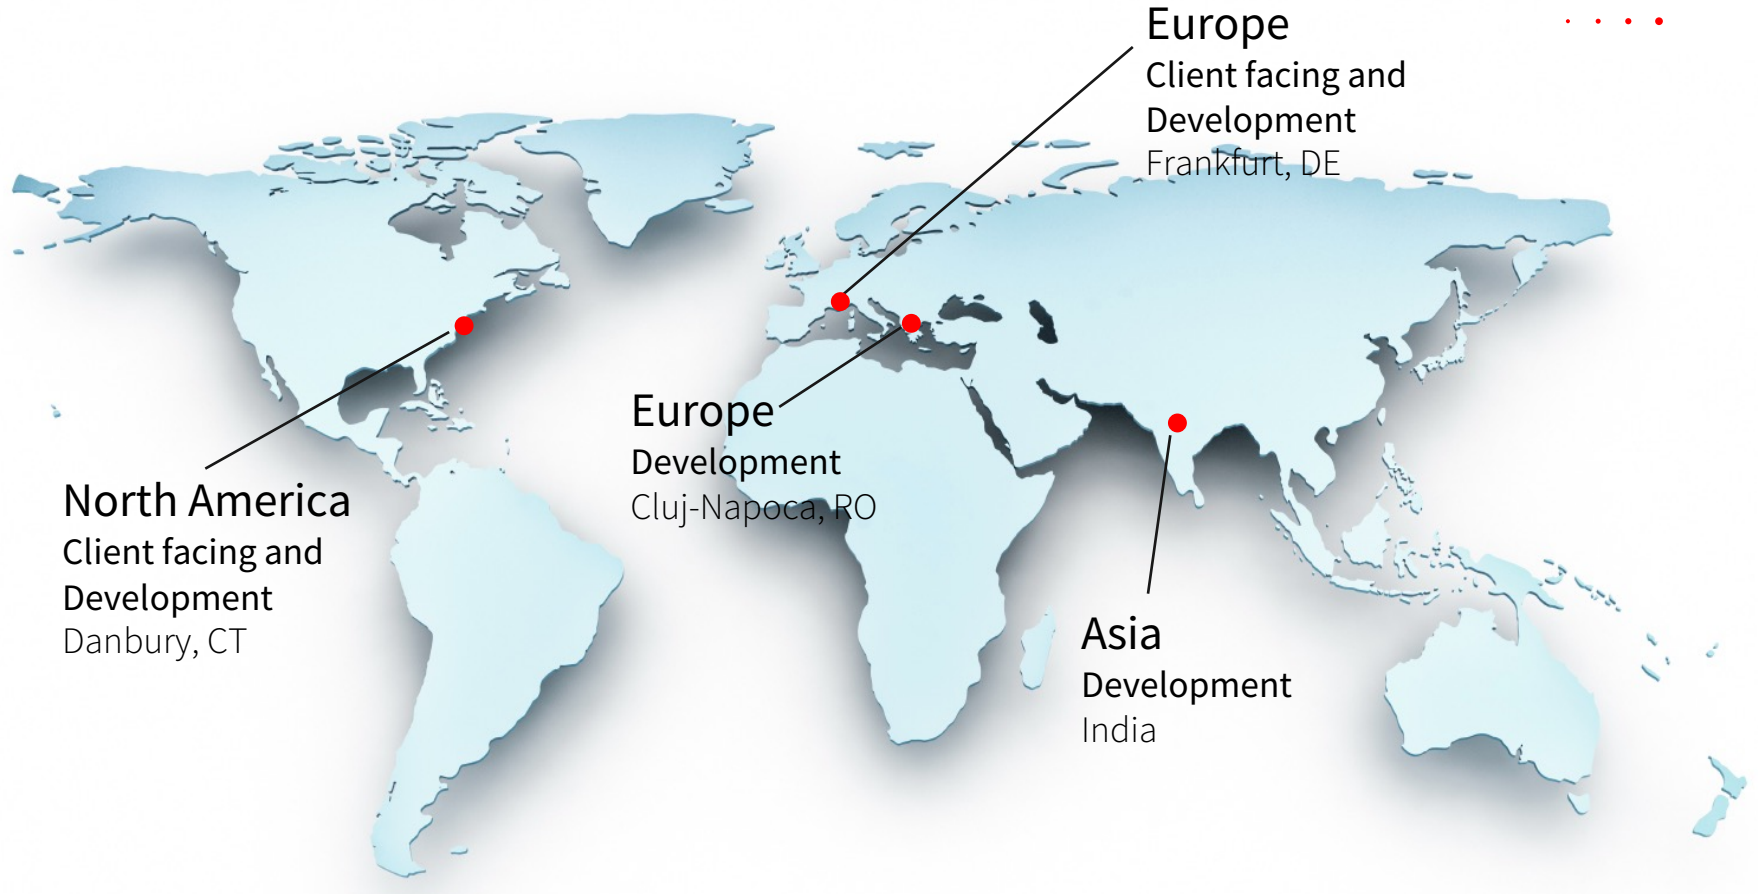 Europe
Client facing and
Development
Frankfurt, DE
Europe
Development
Cluj-Napoca, RO
North America
Client facing and
Development
Danbury, CT
Asia
Development
India